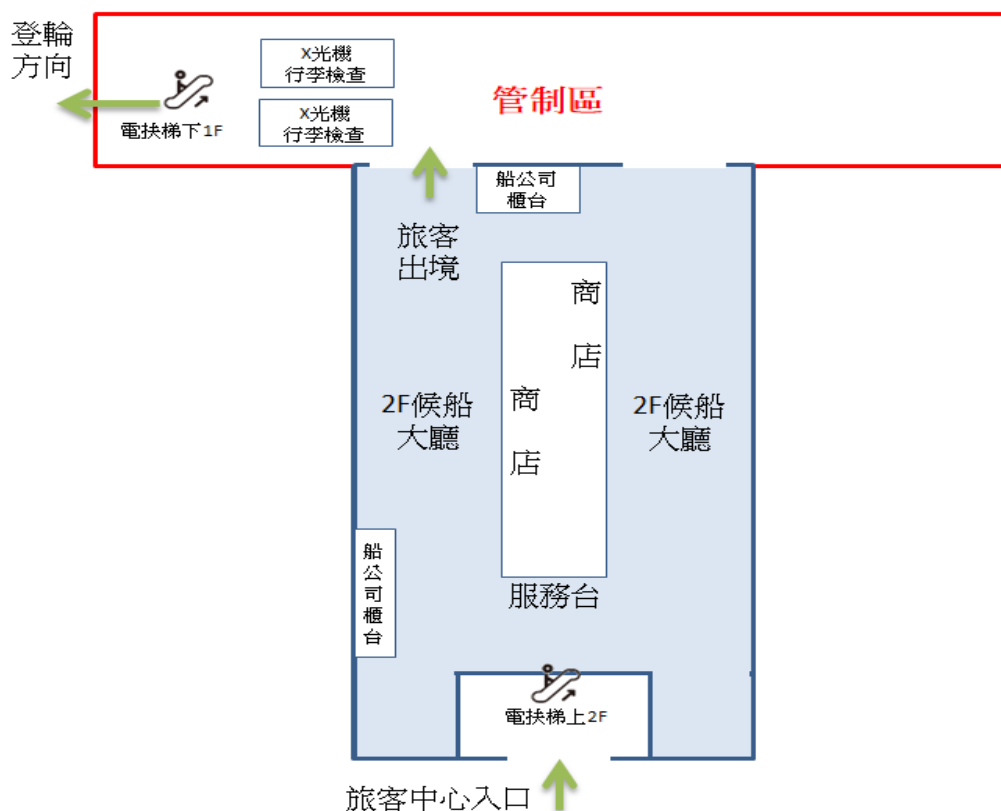 登輪
方向
X光機
行李檢查
X光機
行李檢查
管制區
電扶梯下1F
船公司
櫃台
旅客
出境
商
店
商
店
2F候船
大廳
2F候船
大廳
船公司櫃台
服務台
電扶梯上2F
旅客中心入口